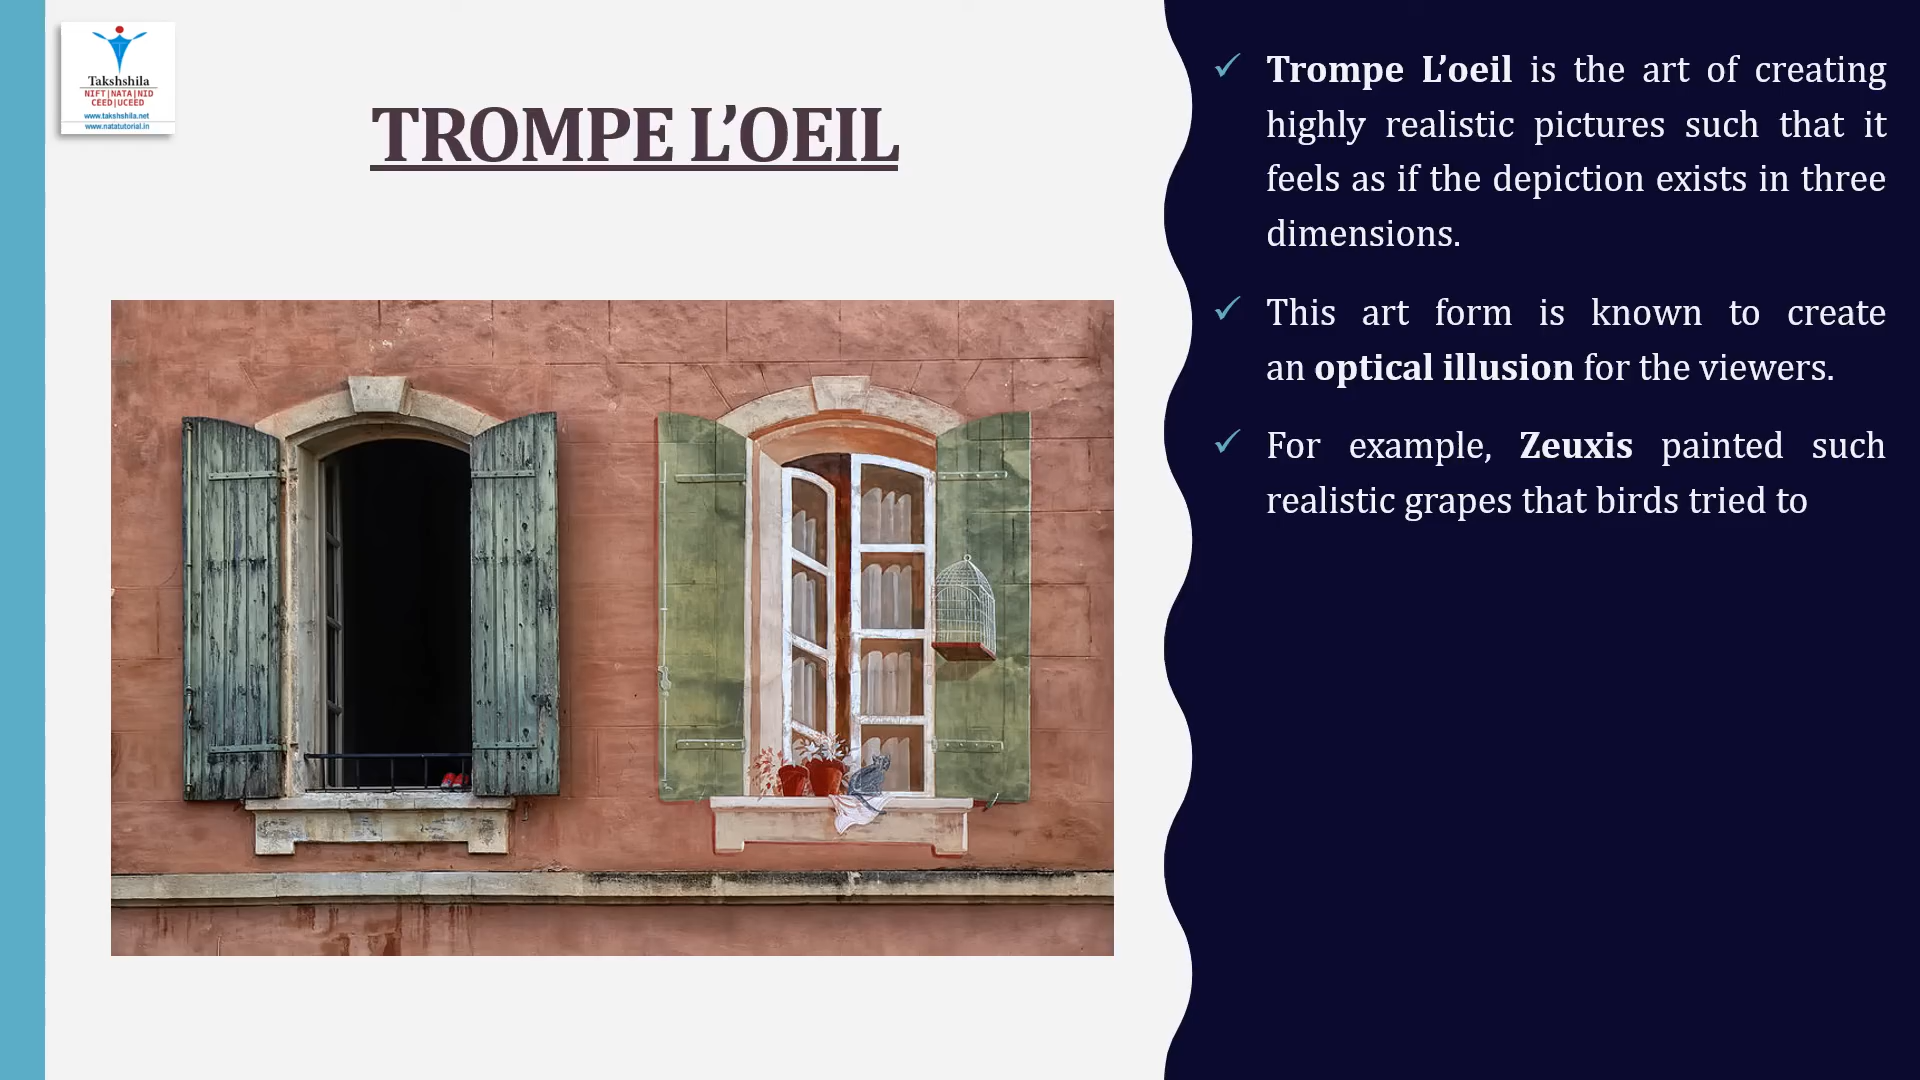 Takshshila
NIFT|NATA|NID
CEED|UCEED
www.takshshila.net
www.natatutorial.in
TROMPE L’OEIL
Trompe L’oeil is the art of creating
highly realistic pictures such that it
feels as if the depiction exists in three
dimensions.
This art form is known to create
an optical illusion for the viewers.
For example, Zeuxis painted such
realistic grapes that birds tried to